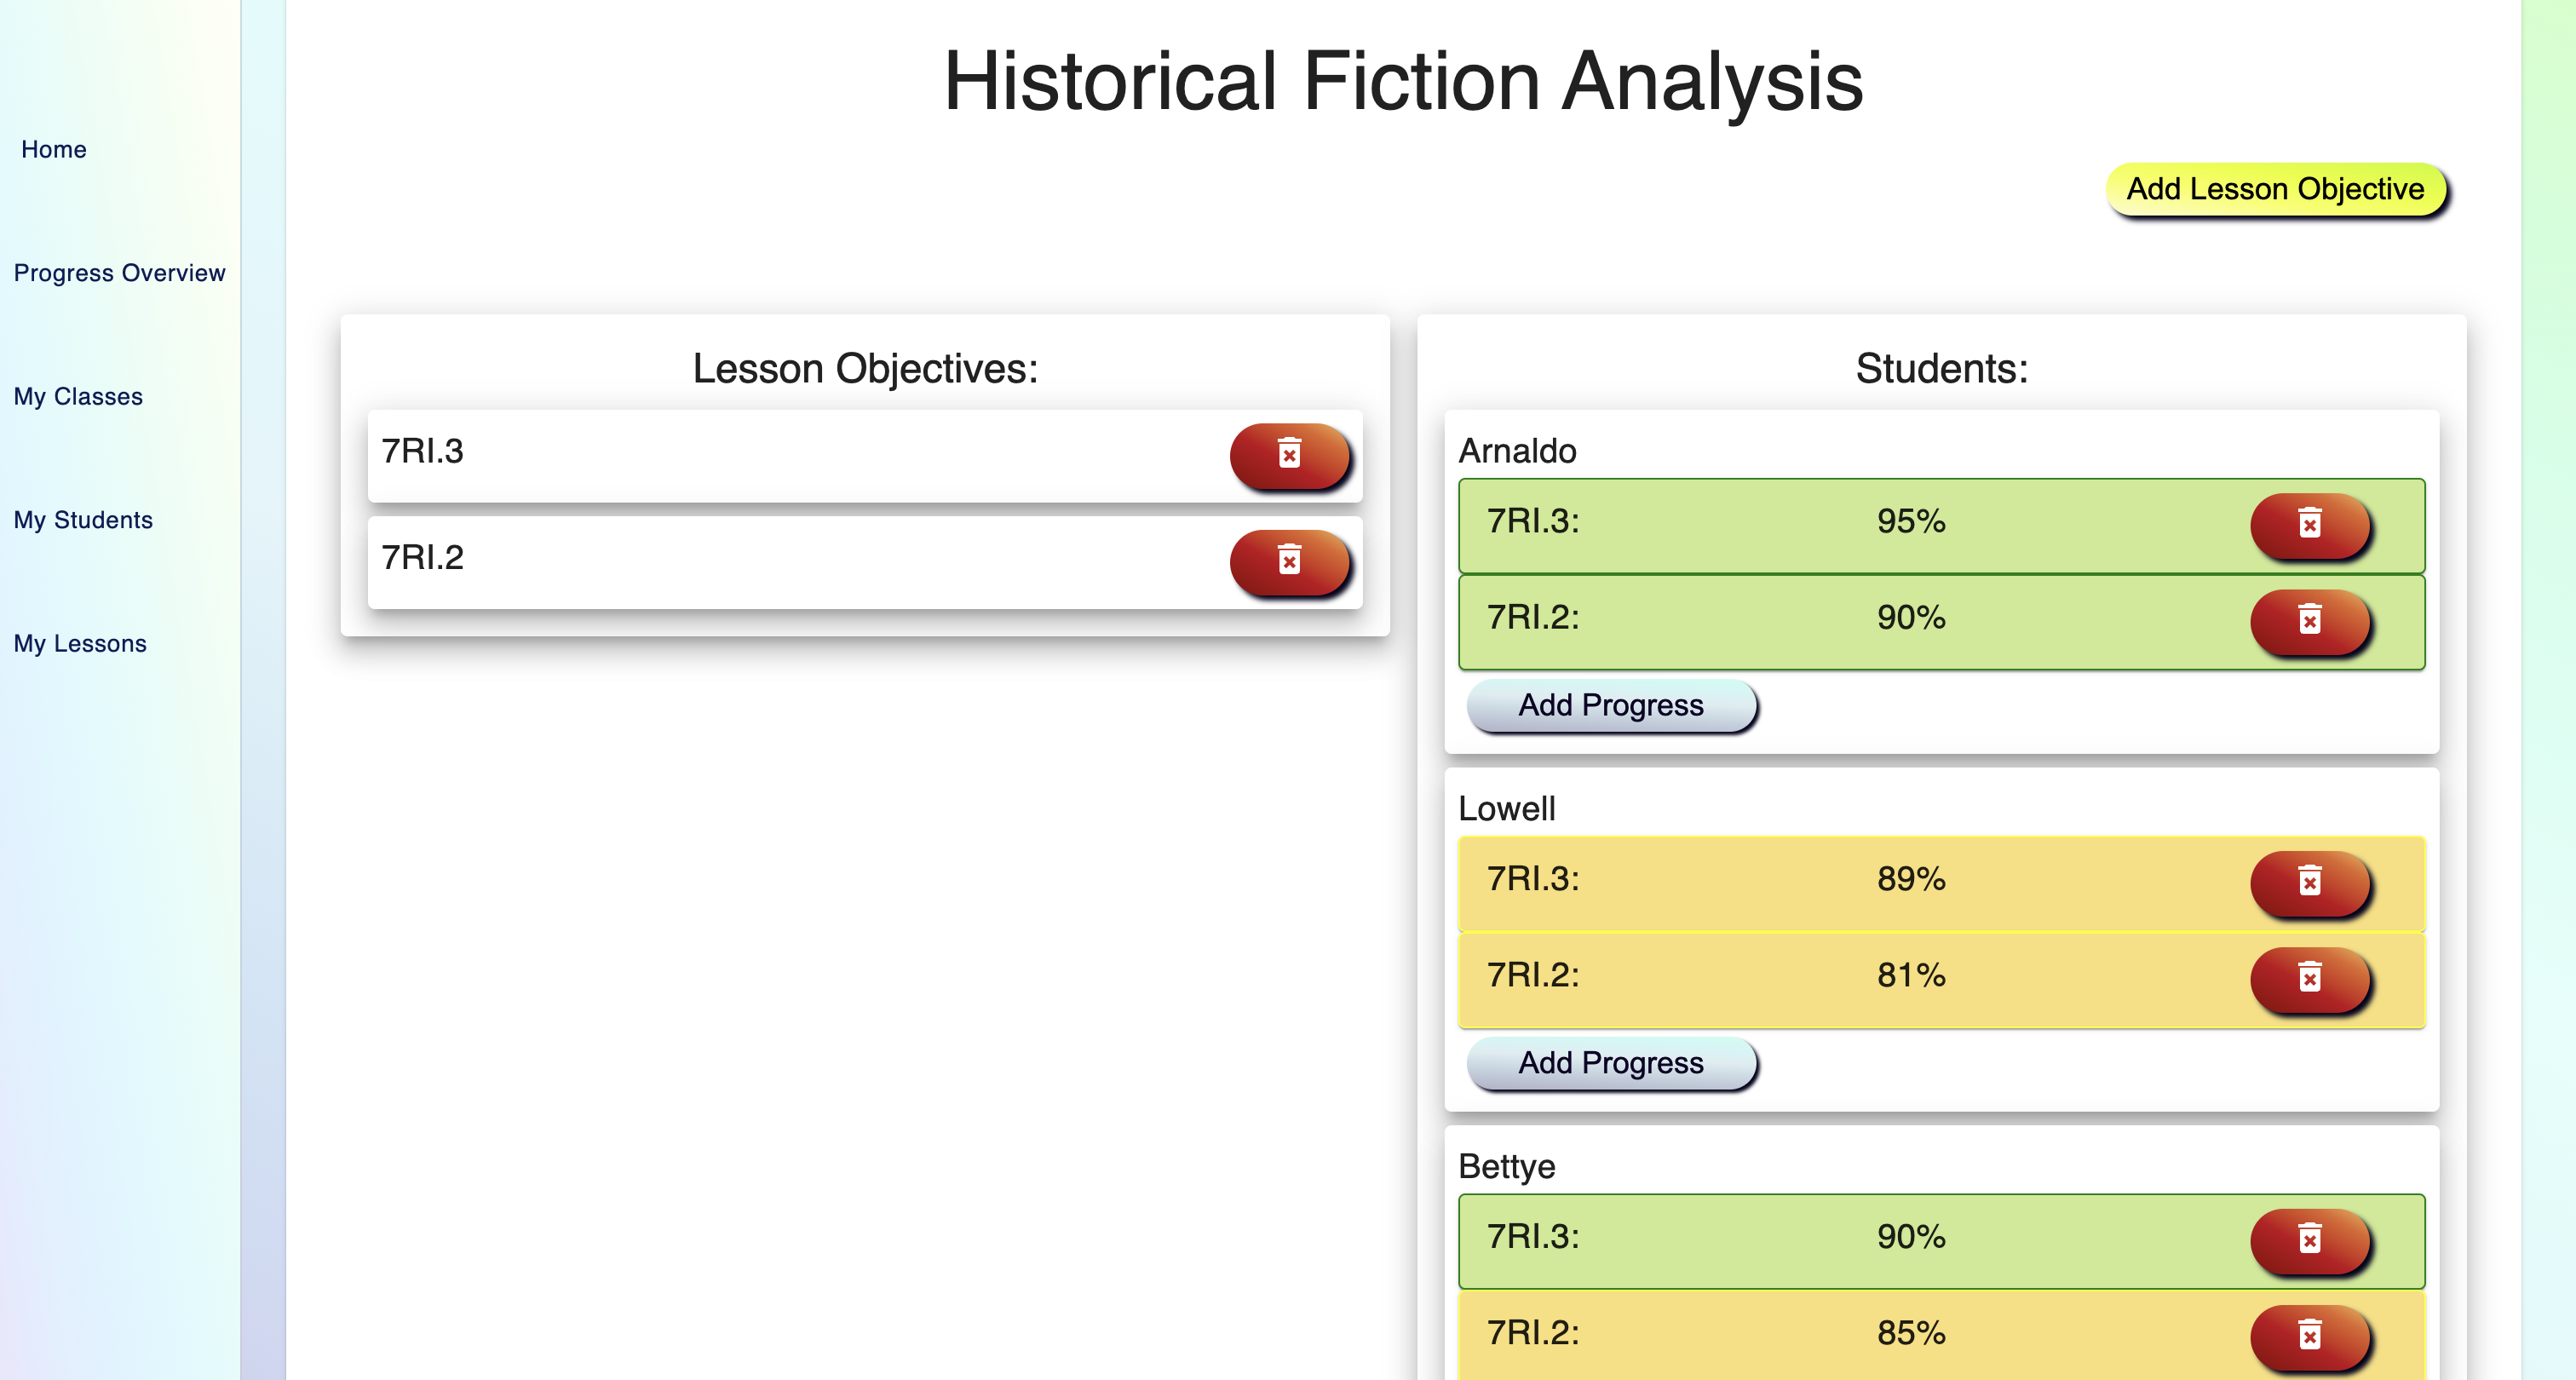 Home
Progress Overview
My Classes
My Students
My Lessons
Historical Fiction Analysis
Add Lesson Objective
Lesson Objectives:
7RI.3
7RI.2
Students:
Arnaldo
7RI.3: 95%
7RI.2: 90%
Add Progress
Lowell
7RI.3: 89%
7RI.2: 81%
Add Progress
Bettye
7RI.3: 90%
7RI.2: 85%